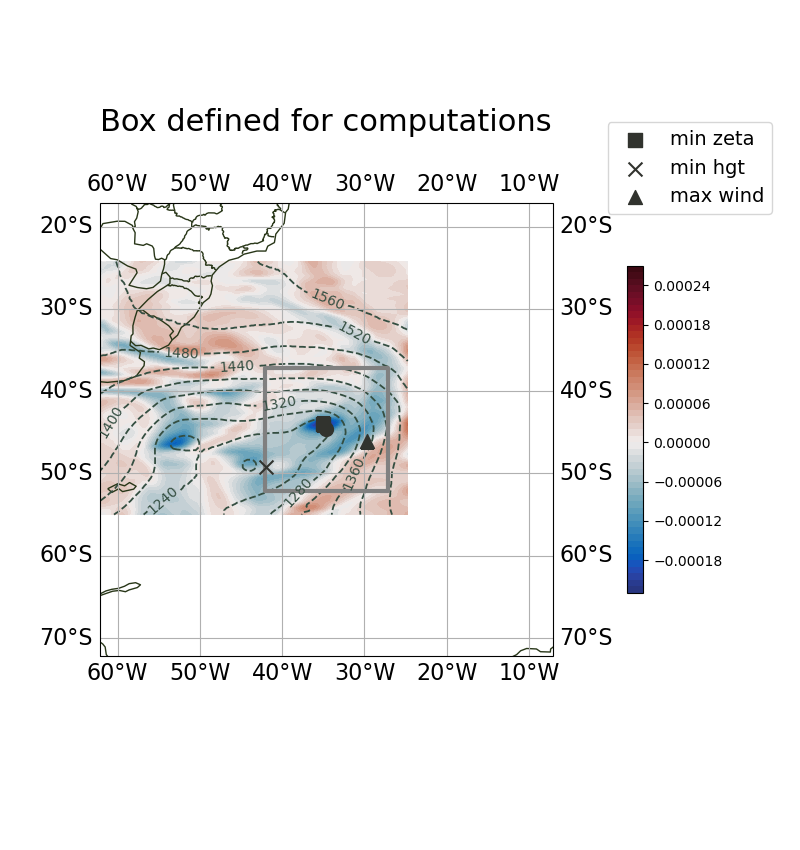 Box defined for computations
min zeta
min hgt
max wind
60°W 50°W 40°W 30°W 20°W 10°W
20°S 20°S
30°S 30°S
40°S 40°S
50°S 50°S
60°S 60°S
70°S 70°S
60°W 50°W 40°W 30°W 20°W 10°W
1560
1520
1480
1440
1400
1320
1360
1280
1240
0.00024
0.00018
0.00012
0.00006
0.00000
−0.00006
−0.00012
−0.00018